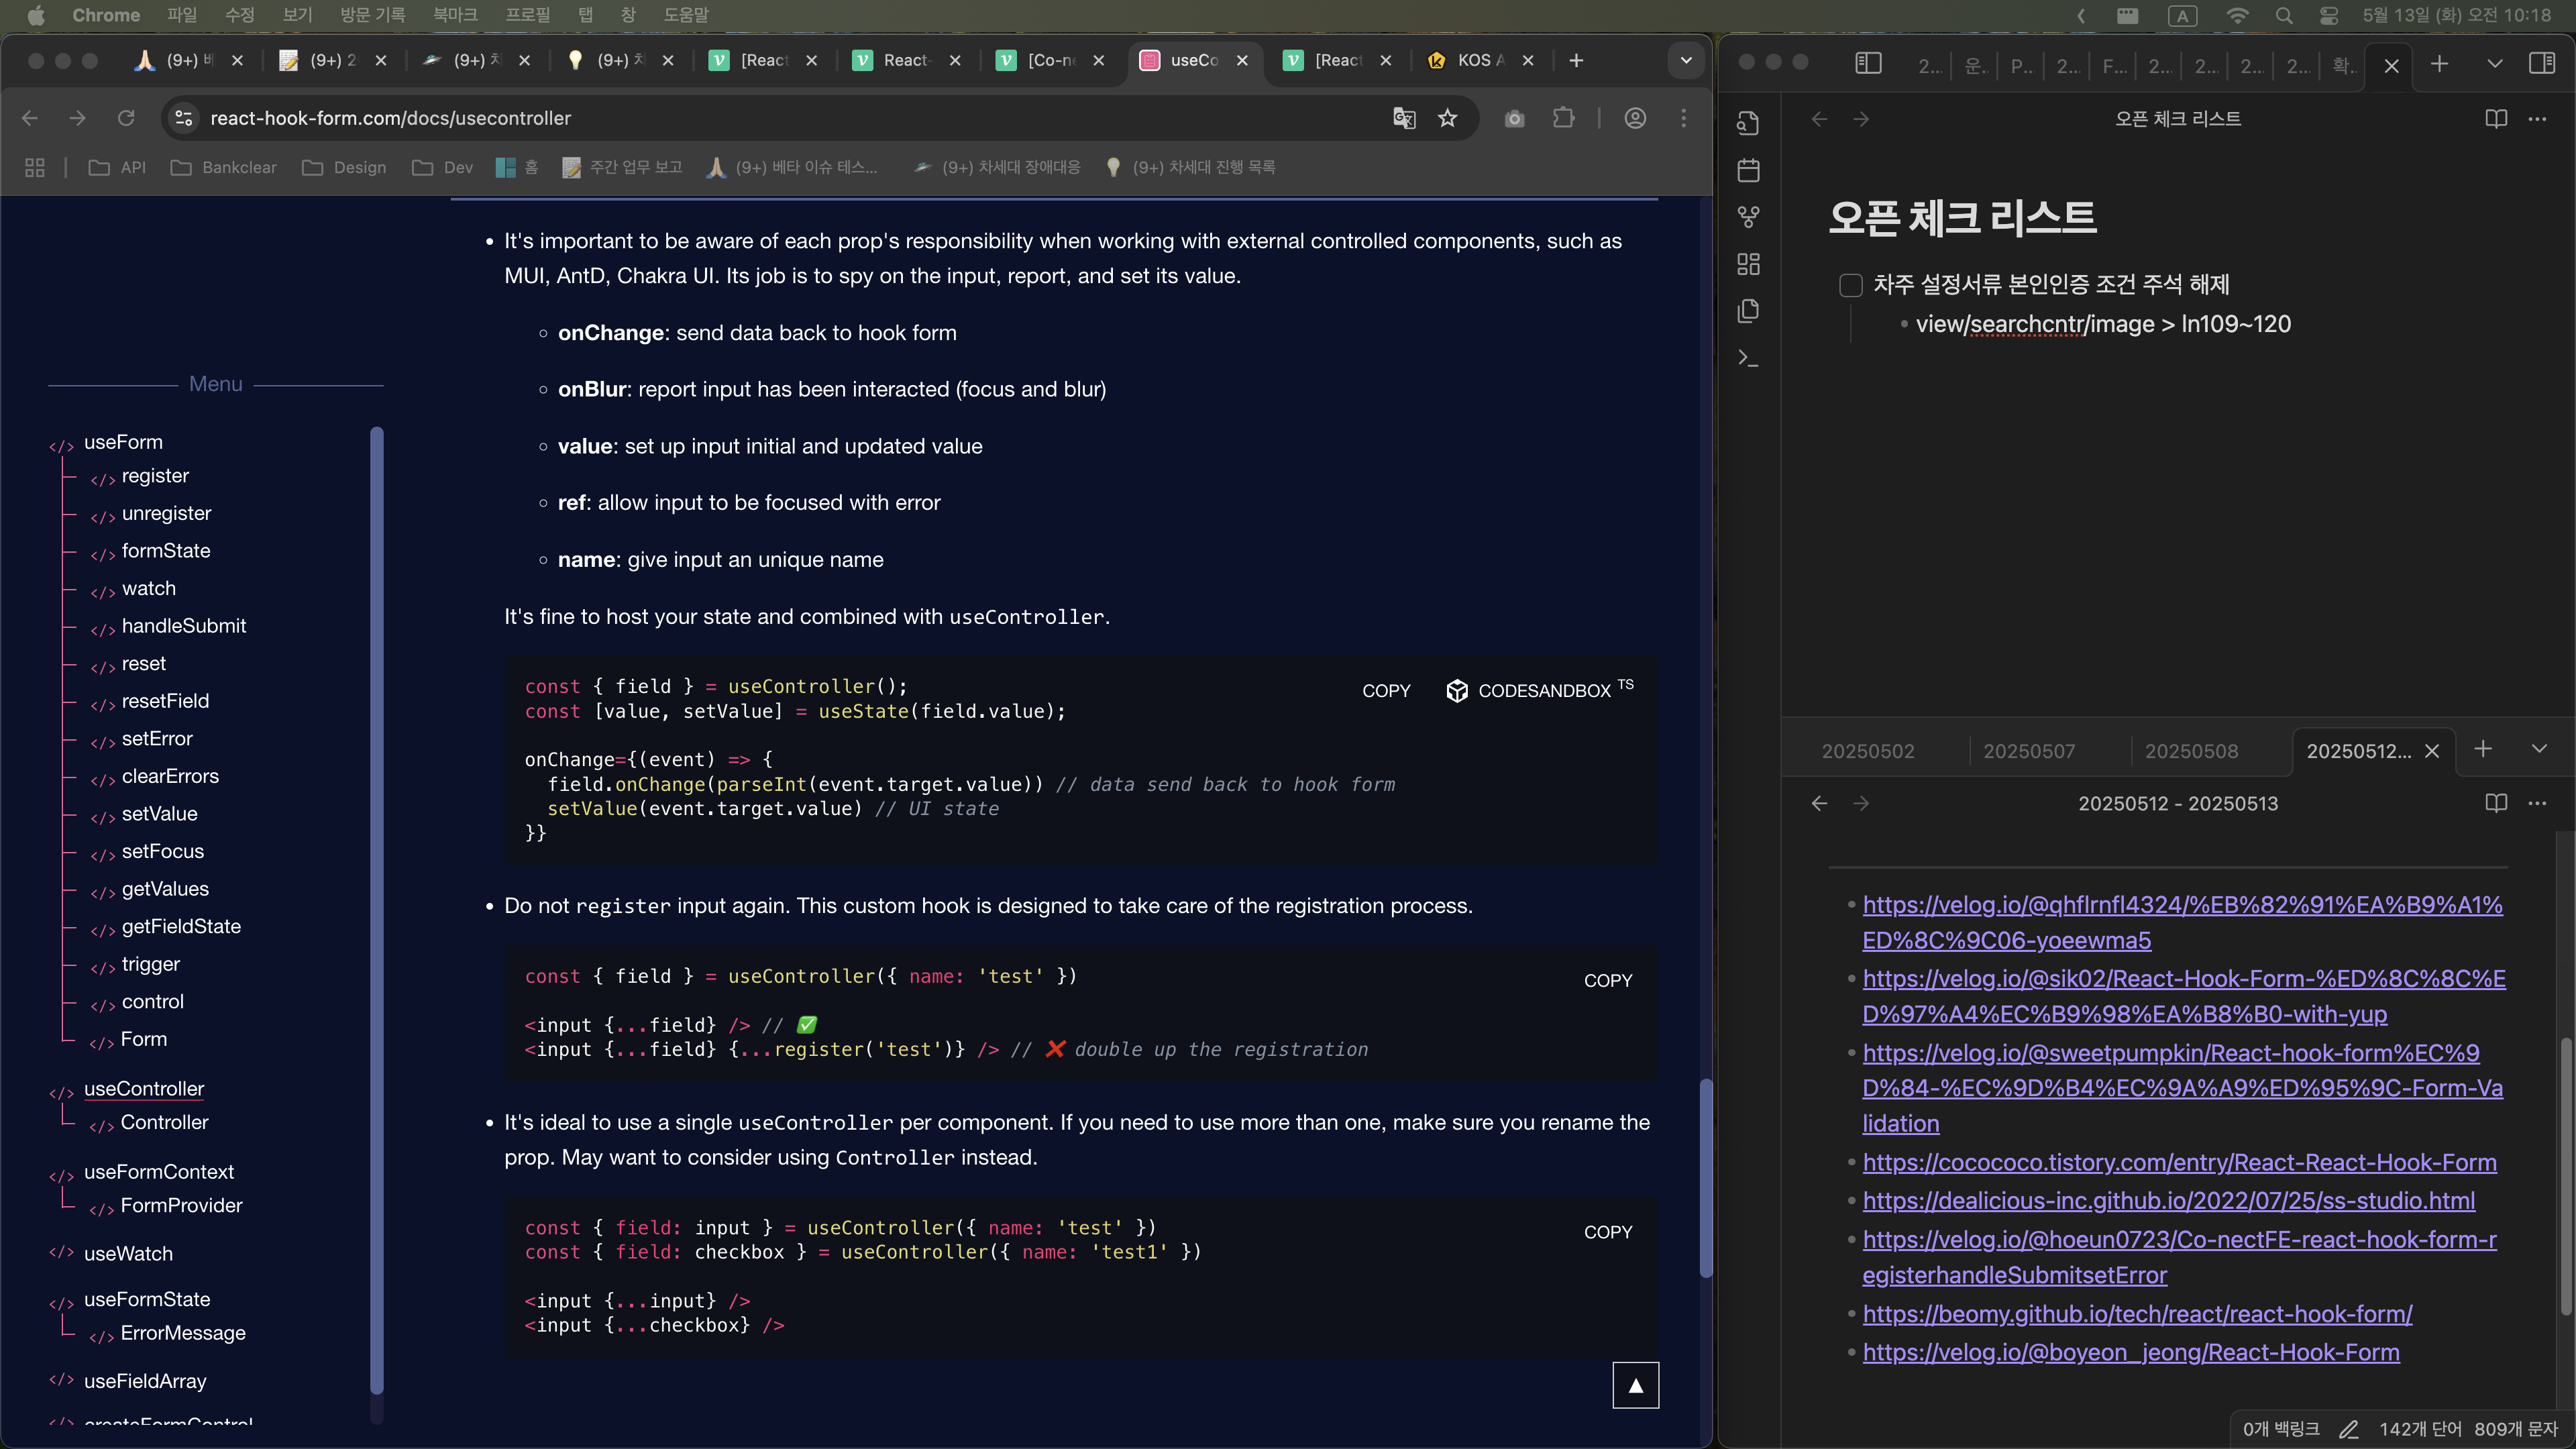 Chrome 파일 수정 보기 방문 기록 북마크 프로필 탭 창 도움말
A 5월 13일 (화) 오전 10:18
(9+) 2 (9+) (9+) [React React- [Co-ne useCo [React KOS A
react-hook-form.com/docs/usecontroller
API Bankclear Design Dev 홈 주간 업무 보고 (9+) 베타 이슈 테스... (9+) 차세대 장애대응 (9+) 차세대 진행 목록
Menu
useForm
register
unregister
formState
watch
handleSubmit
reset
resetField
setError
clearErrors
setValue
setFocus
getValues
getFieldState
trigger
control
Form
useController
Controller
useFormContext
FormProvider
useWatch
useFormState
ErrorMessage
useFieldArray
createFormControl
It's important to be aware of each prop's responsibility when working with external controlled components, such as
MUI, AntD, Chakra UI. Its job is to spy on the input, report, and set its value.
onChange: send data back to hook form
onBlur: report input has been interacted (focus and blur)
value: set up input initial and updated value
ref: allow input to be focused with error
name: give input an unique name
It's fine to host your state and combined with useController.
COPY CODESANDBOX TS
const { field } = useController();
const [value, setValue] = useState(field.value);
onChange={(event) => {
field.onChange(parseInt(event.target.value)) // data send back to hook form
setValue(event.target.value) // UI state
}}
Do not register input again. This custom hook is designed to take care of the registration process.
COPY
const { field } = useController({ name: 'test' })
<input {...field} /> // ✅
<input {...field} {...register('test')} /> // ❌ double up the registration
It's ideal to use a single useController per component. If you need to use more than one, make sure you rename the
prop. May want to consider using Controller instead.
COPY
const { field: input } = useController({ name: 'test' })
const { field: checkbox } = useController({ name: 'test1' })
<input {...input} />
<input {...checkbox} />
▲
2... 운.. P... 2... F... 2... 2... 2... 2... 확..
오픈 체크 리스트
오픈 체크 리스트
차주 설정서류 본인인증 조건 주석 해제
view/searchcntr/image > ln109~120
20250502 20250507 20250508 20250512...
20250512 - 20250513
https://velog.io/@qhflrnfl4324/%EB%82%91%EA%B9%A1%
ED%8C%9C06-yoeewma5
https://velog.io/@sik02/React-Hook-Form-%ED%8C%8C%E
D%97%A4%EC%B9%98%EA%B8%B0-with-yup
https://velog.io/@sweetpumpkin/React-hook-form%EC%9
D%84-%EC%9D%B4%EC%9A%A9%ED%95%9C-Form-Va
lidation
https://cocococo.tistory.com/entry/React-React-Hook-Form
https://dealicious-inc.github.io/2022/07/25/ss-studio.html
https://velog.io/@hoeun0723/Co-nectFE-react-hook-form-r
egisterhandleSubmitsetError
https://beomy.github.io/tech/react/react-hook-form/
https://velog.io/@boyeon_jeong/React-Hook-Form
0개 백링크 142개 단어 809개 문자